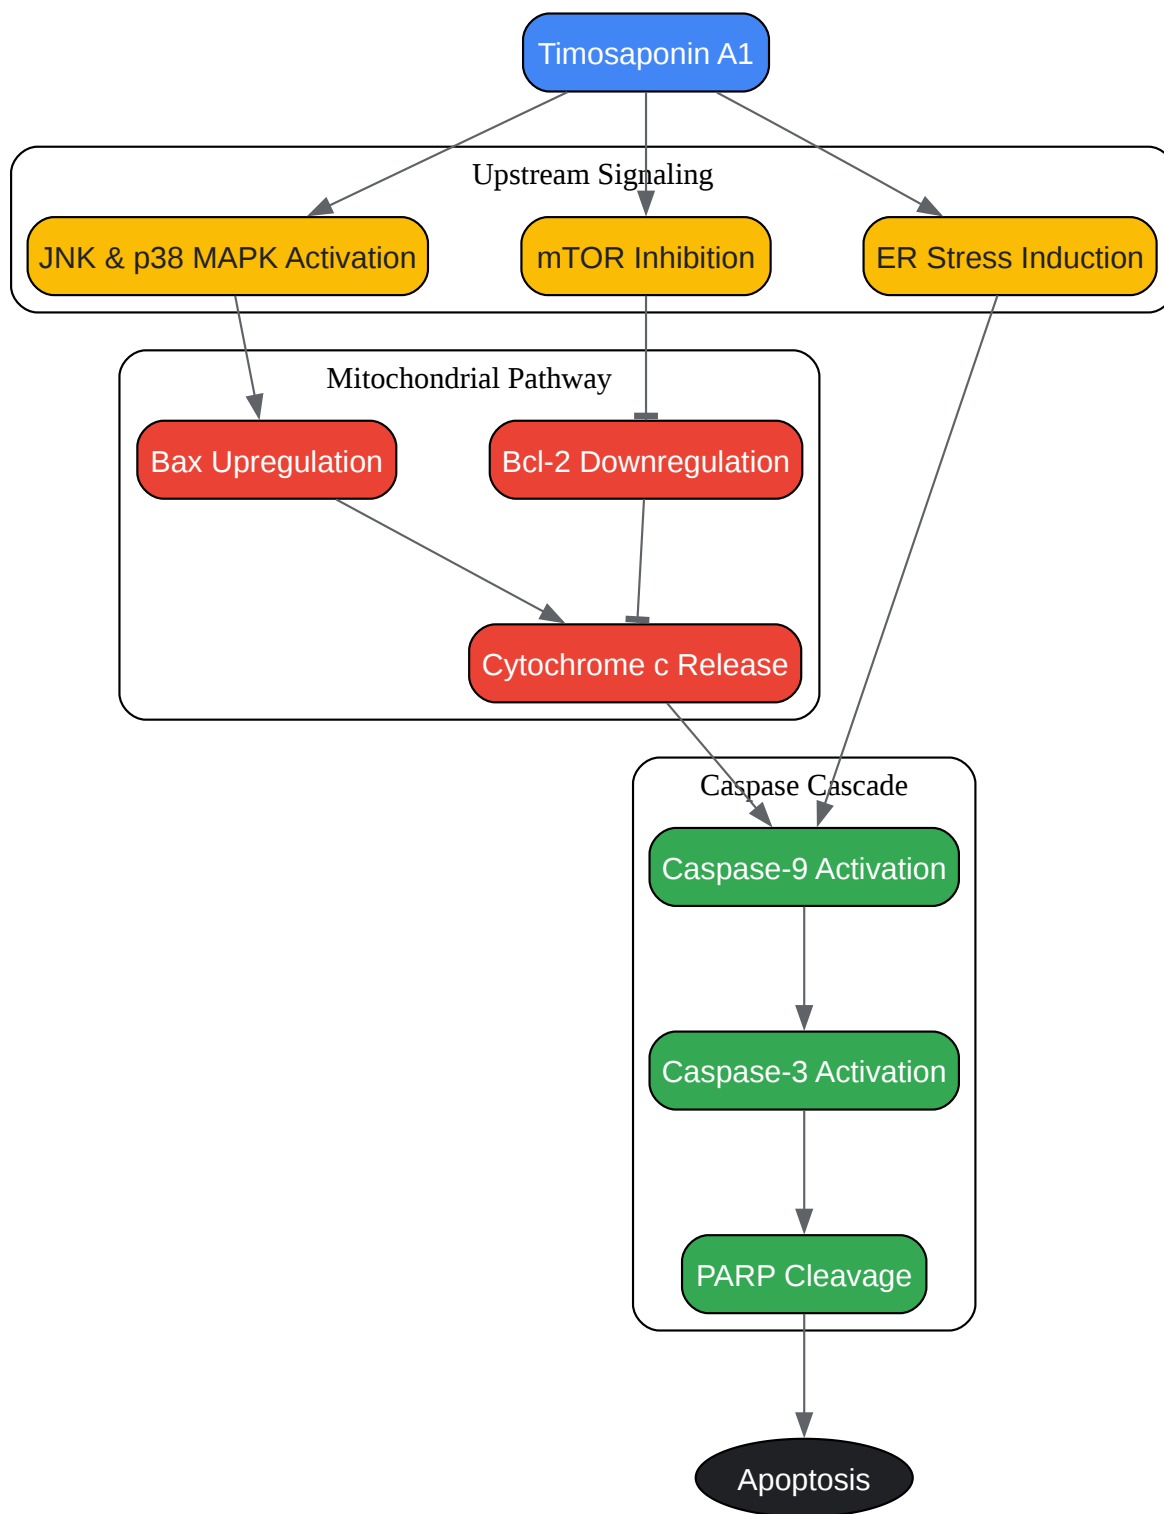 Timosaponin A1
Upstream Signaling
JNK & p38 MAPK Activation
mTOR Inhibition
ER Stress Induction
Mitochondrial Pathway
Bax Upregulation
Bcl-2 Downregulation
Cytochrome c Release
Caspase Cascade
Caspase-9 Activation
Caspase-3 Activation
PARP Cleavage
Apoptosis